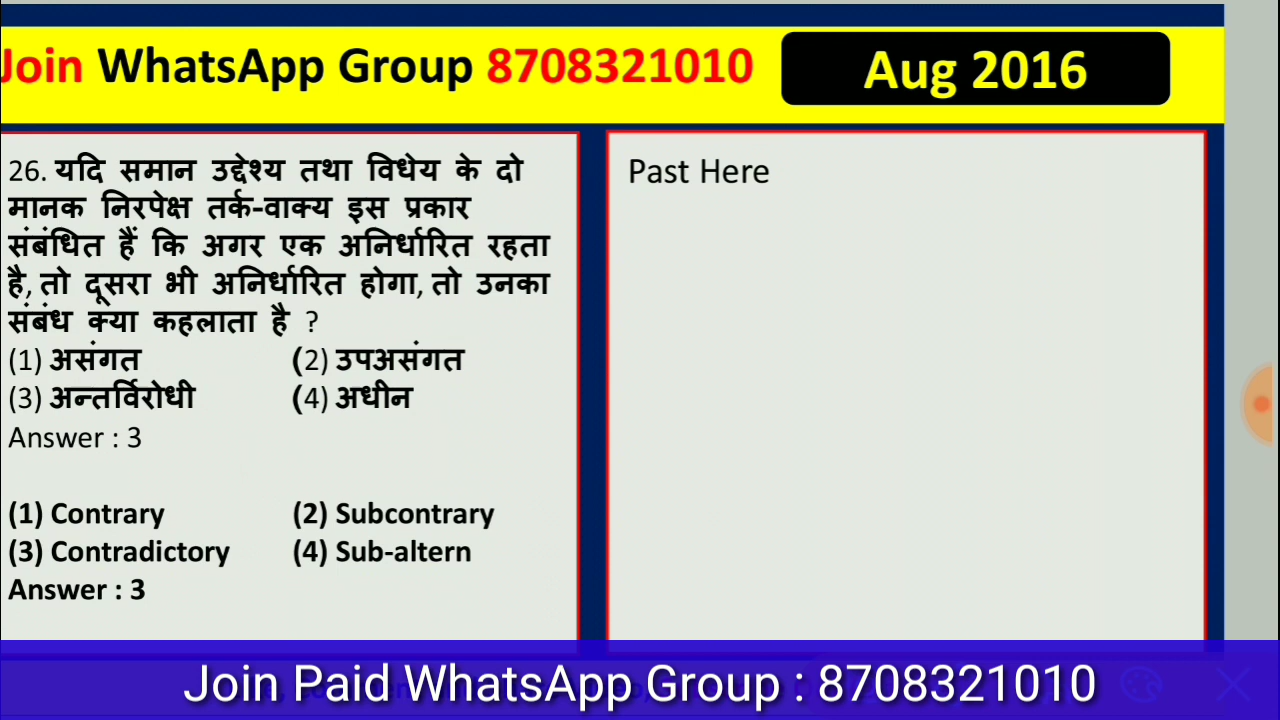 Join WhatsApp Group 8708321010
Aug 2016
26. यदि समान उद्देश्य तथा विधेय के दो
मानक निरपेक्ष तर्क-वाक्य इस प्रकार
संबंधित हैं कि अगर एक अनिर्धारित रहता
है, तो दूसरा भी अनिर्धारित होगा, तो उनका
संबंध क्या कहलाता है ?
(1) असंगत (2) उपअसंगत
(3) अन्तर्विरोधी (4) अधीन
Answer : 3
(1) Contrary (2) Subcontrary
(3) Contradictory (4) Sub-altern
Answer : 3
Past Here
Join Paid WhatsApp Group : 8708321010